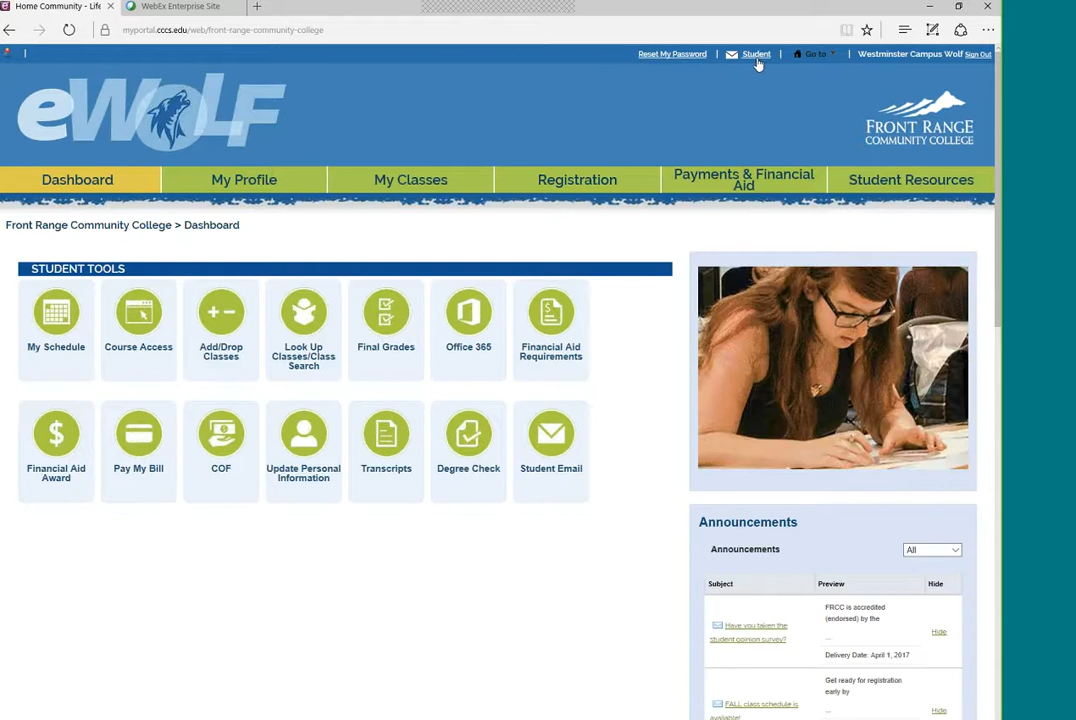 Home Community - Life
WebEx Enterprise Site
myportal.cccs.edu/web/front-range-community-college
Reset My Password | Student | Go to | Westminster Campus Wolf Sign Out
eWOLF
FRONT RANGE
COMMUNITY COLLEGE
Dashboard
My Profile
My Classes
Registration
Payments & Financial
Aid
Student Resources
Front Range Community College > Dashboard
STUDENT TOOLS
My Schedule
Course Access
Add/Drop
Classes
Look Up
Classes/Class
Search
Final Grades
Office 365
Financial Aid
Requirements
Financial Aid
Award
Pay My Bill
COF
Update Personal
Information
Transcripts
Degree Check
Student Email
Announcements
Announcements
All
Subject
Preview
Hide
Have you taken the
student opinion survey?
FRCC is accredited
(endorsed) by the
...
Delivery Date: April 1, 2017
Hide
FALL class schedule is
available!
Get ready for registration
early by
...
Hide